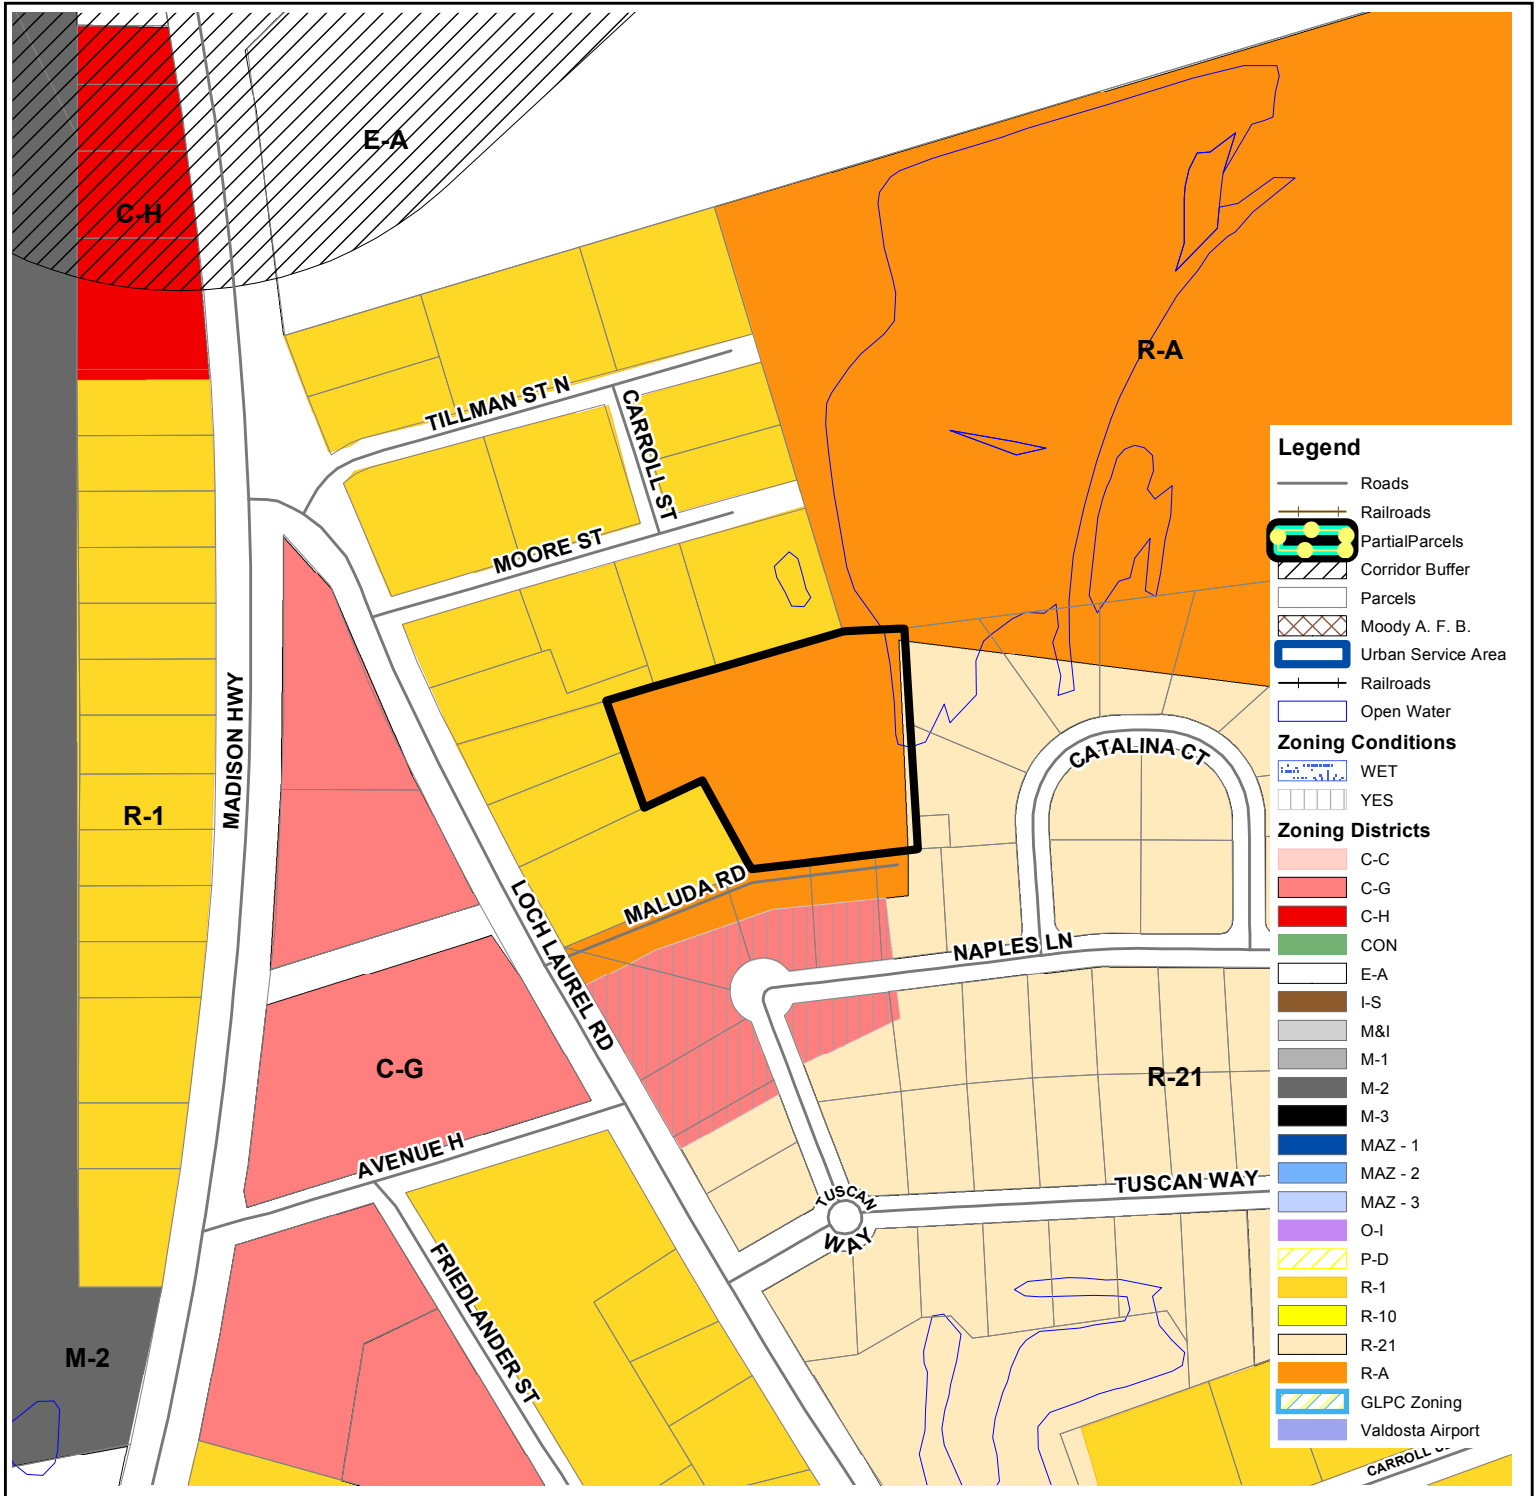 E-A
C-H
R-A
TILLMAN ST N
CARROLL ST
MOORE ST
MADISON HWY
R-1
CATALINA CT
MALUDA RD
LOCH LAUREL RD
NAPLES LN
C-G
R-21
AVENUE H
TUSCAN WAY
TUSCAN
WAY
FRIEDLANDER ST
M-2
Legend
Roads
Railroads
PartialParcels
Corridor Buffer
Parcels
Moody A. F. B.
Urban Service Area
Railroads
Open Water
Zoning Conditions
WET
YES
Zoning Districts
C-C
C-G
C-H
CON
E-A
I-S
M&I
M-1
M-2
M-3
MAZ - 1
MAZ - 2
MAZ - 3
O-I
P-D
R-1
R-10
R-21
R-A
GLPC Zoning
Valdosta Airport
CARROLL